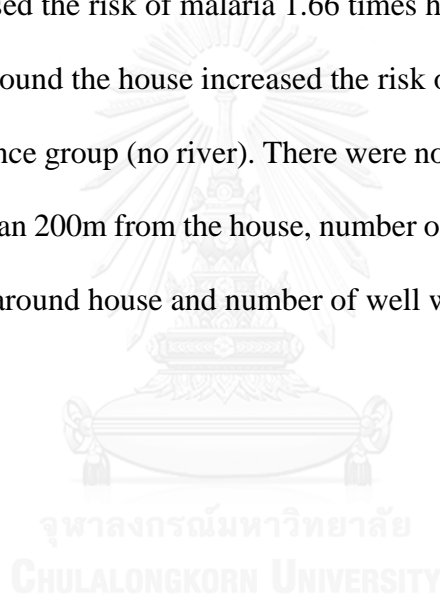 sed the risk of malaria 1.66 times h
ound the house increased the risk o
nce group (no river). There were no
an 200m from the house, number o
around house and number of well w
จุฬาลงกรณ์มหาวิทยาลัย
CHULALONGKORN UNIVERSITY